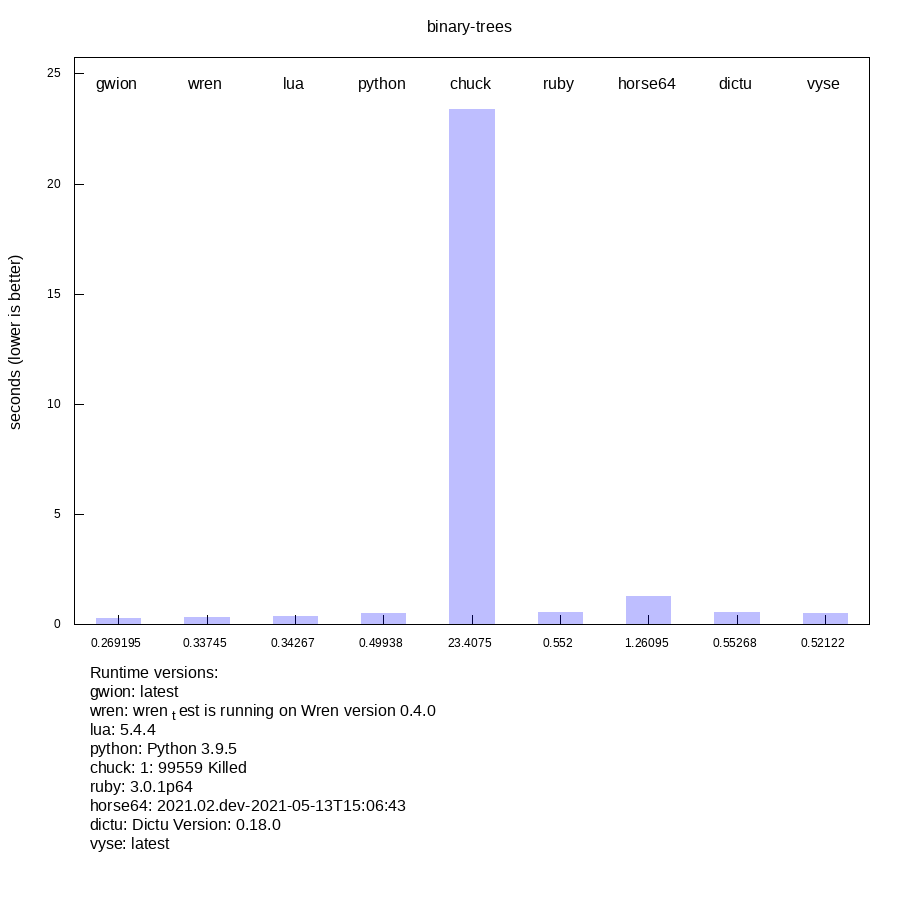 binary-trees
25
gwion wren lua python chuck ruby horse64 dictu vyse
20
15
seconds (lower is better)
10
5
0
0.269195 0.33745 0.34267 0.49938 23.4075 0.552 1.26095 0.55268 0.52122
Runtime versions:
gwion: latest
wren: wren t est is running on Wren version 0.4.0
lua: 5.4.4
python: Python 3.9.5
chuck: 1: 99559 Killed
ruby: 3.0.1p64
horse64: 2021.02.dev-2021-05-13T15:06:43
dictu: Dictu Version: 0.18.0
vyse: latest